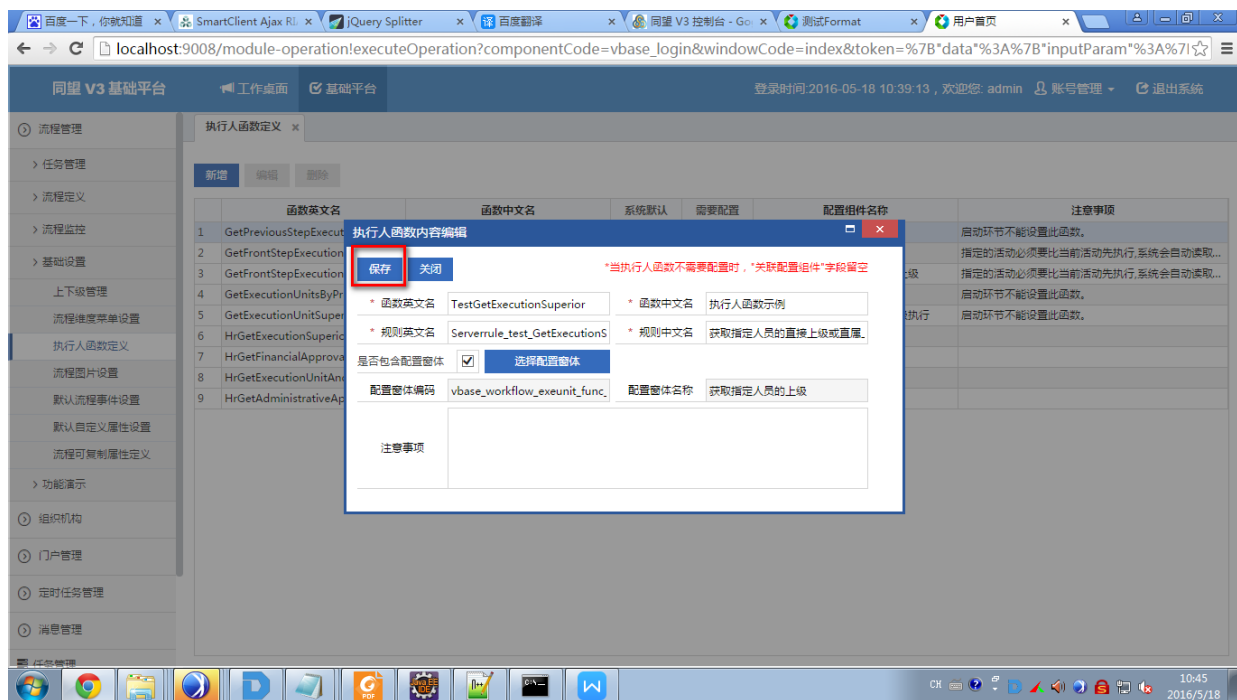 百度一下，你就知道
SmartClient Ajax RI
jQuery Splitter
百度翻译
同望 V3 控制台 - Go
测试Format
用户首页
localhost:9008/module-operation!executeOperation?componentCode=vbase_login&windowCode=index&token=%7B"data"%3A%7B"inputParam"%3A%7
同望 V3 基础平台
工作桌面
基础平台
登录时间:2016-05-18 10:39:13，欢迎您: admin
账号管理
退出系统
流程管理
任务管理
流程定义
流程监控
基础设置
上下级管理
流程维度菜单设置
执行人函数定义
流程图片设置
默认流程事件设置
默认自定义属性设置
流程可复制属性定义
功能演示
组织机构
门户管理
定时任务管理
消息管理
任务管理
执行人函数定义
新增 编辑 删除
函数英文名 函数中文名 系统默认 需要配置 配置组件名称 注意事项
1 GetPreviousStepExecut 启动环节不能设置此函数。
2 GetFrontStepExecution 指定的活动必须要比当前活动先执行,系统会自动读取...
3 GetFrontStepExecution 级 指定的活动必须要比当前活动先执行,系统会自动读取...
4 GetExecutionUnitsByPr 启动环节不能设置此函数。
5 GetExecutionUnitSuper 执行 启动环节不能设置此函数。
6 HrGetExecutionSuperic
7 HrGetFinancialApprova
8 HrGetExecutionUnitAn
9 HrGetAdministrativeAp
执行人函数内容编辑
保存 关闭
*当执行人函数不需要配置时，"关联配置组件"字段留空
* 函数英文名 TestGetExecutionSuperior * 函数中文名 执行人函数示例
* 规则英文名 Serverrule_test_GetExecutionS * 规则中文名 获取指定人员的直接上级或直属_
是否包含配置窗体 选择配置窗体
配置窗体编码 vbase_workflow_exeunit_func_ 配置窗体名称 获取指定人员的上级
注意事项
CH
10:45
2016/5/18